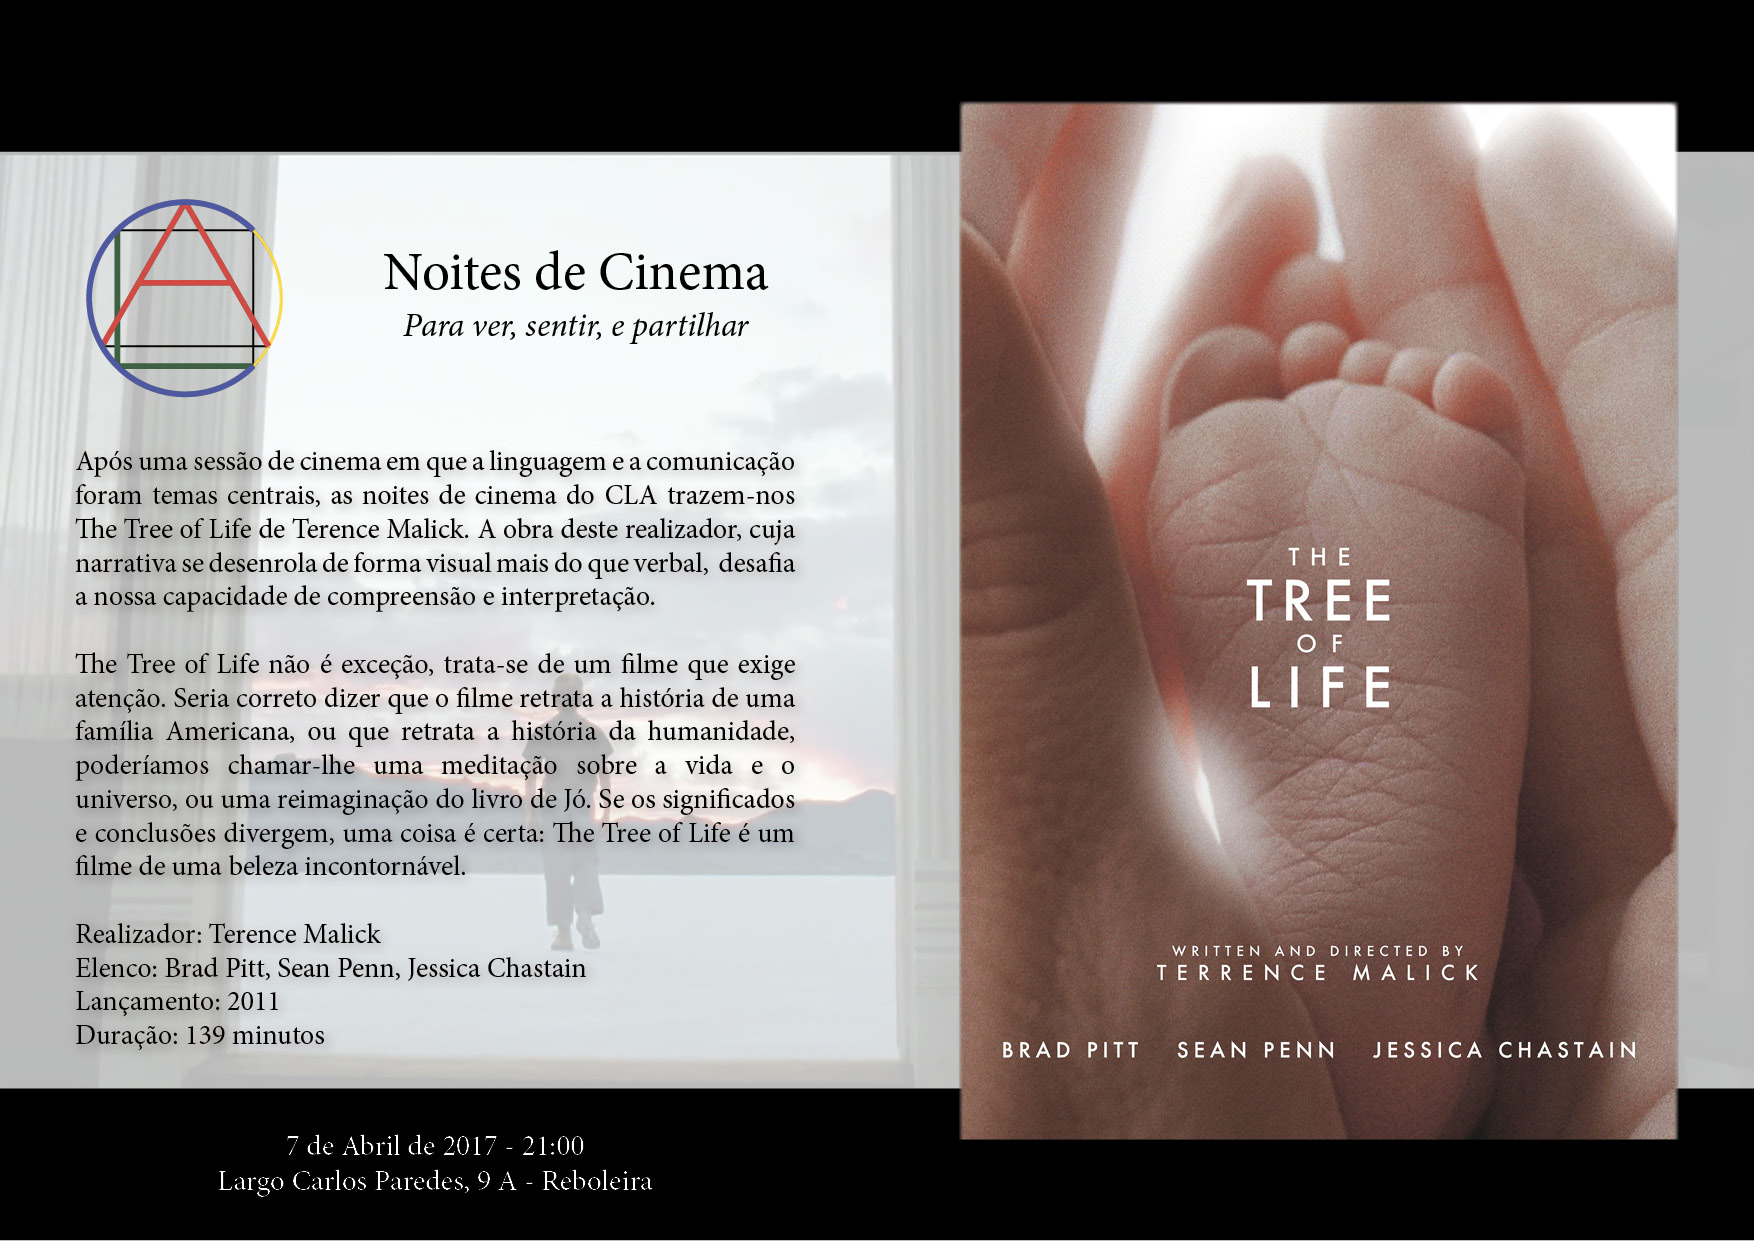 Noites de Cinema
Para ver, sentir, e partilhar
Após uma sessão de cinema em que a linguagem e a comunicação
foram temas centrais, as noites de cinema do CLA trazem-nos
The Tree of Life de Terence Malick. A obra deste realizador, cuja
narrativa se desenrola de forma visual mais do que verbal, desafia
a nossa capacidade de compreensão e interpretação.
The Tree of Life não é exceção, trata-se de um filme que exige
atenção. Seria correto dizer que o filme retrata a história de uma
família Americana, ou que retrata a história da humanidade,
poderíamos chamar-lhe uma meditação sobre a vida e o
universo, ou uma reimaginação do livro de Jó. Se os significados
e conclusões divergem, uma coisa é certa: The Tree of Life é um
filme de uma beleza incontornável.
Realizador: Terence Malick
Elenco: Brad Pitt, Sean Penn, Jessica Chastain
Lançamento: 2011
Duração: 139 minutos
7 de Abril de 2017 - 21:00
Largo Carlos Paredes, 9 A - Reboleira
THE
TREE
OF
LIFE
WRITTEN AND DIRECTED BY
TERRENCE MALICK
BRAD PITT SEAN PENN JESSICA CHASTAIN